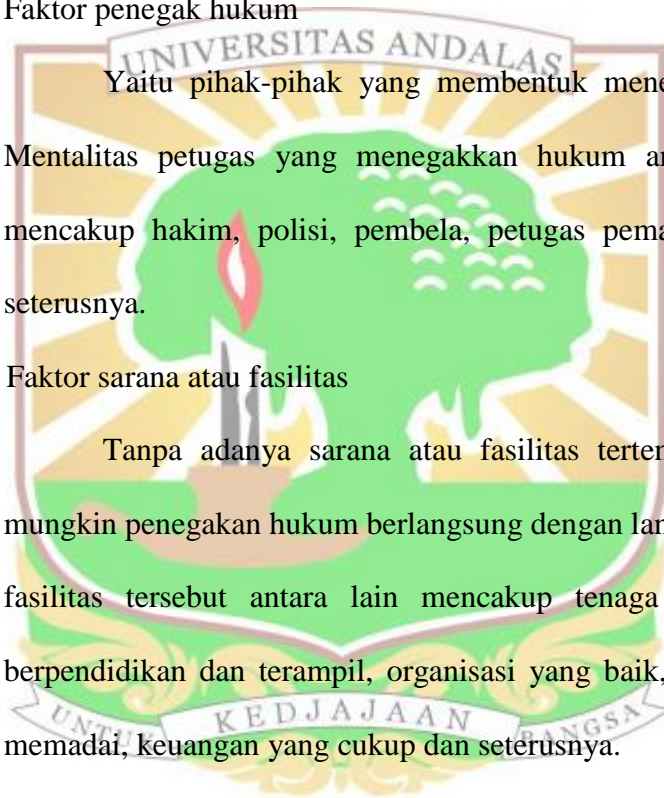 Faktor penegak hukum
UNIVERSITAS ANDALAS
Yaitu pihak-pihak yang membentuk mene
Mentalitas petugas yang menegakkan hukum a
mencakup hakim, polisi, pembela, petugas pema
seterusnya.
Faktor sarana atau fasilitas
Tanpa adanya sarana atau fasilitas terten
mungkin penegakan hukum berlangsung dengan lan
fasilitas tersebut antara lain mencakup tenaga
berpendidikan dan terampil, organisasi yang baik,
UNTUK KEDJAJAAN BANGSA
memadai, keuangan yang cukup dan seterusnya.